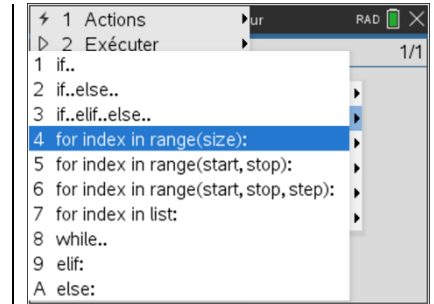 1 Actions
ur
RAD
2 Exécuter
1/1
1 if..
2 if..else..
3 if..elif..else..
4 for index in range(size):
5 for index in range(start, stop):
6 for index in range(start, stop, step):
7 for index in list:
8 while..
9 elif:
A else: